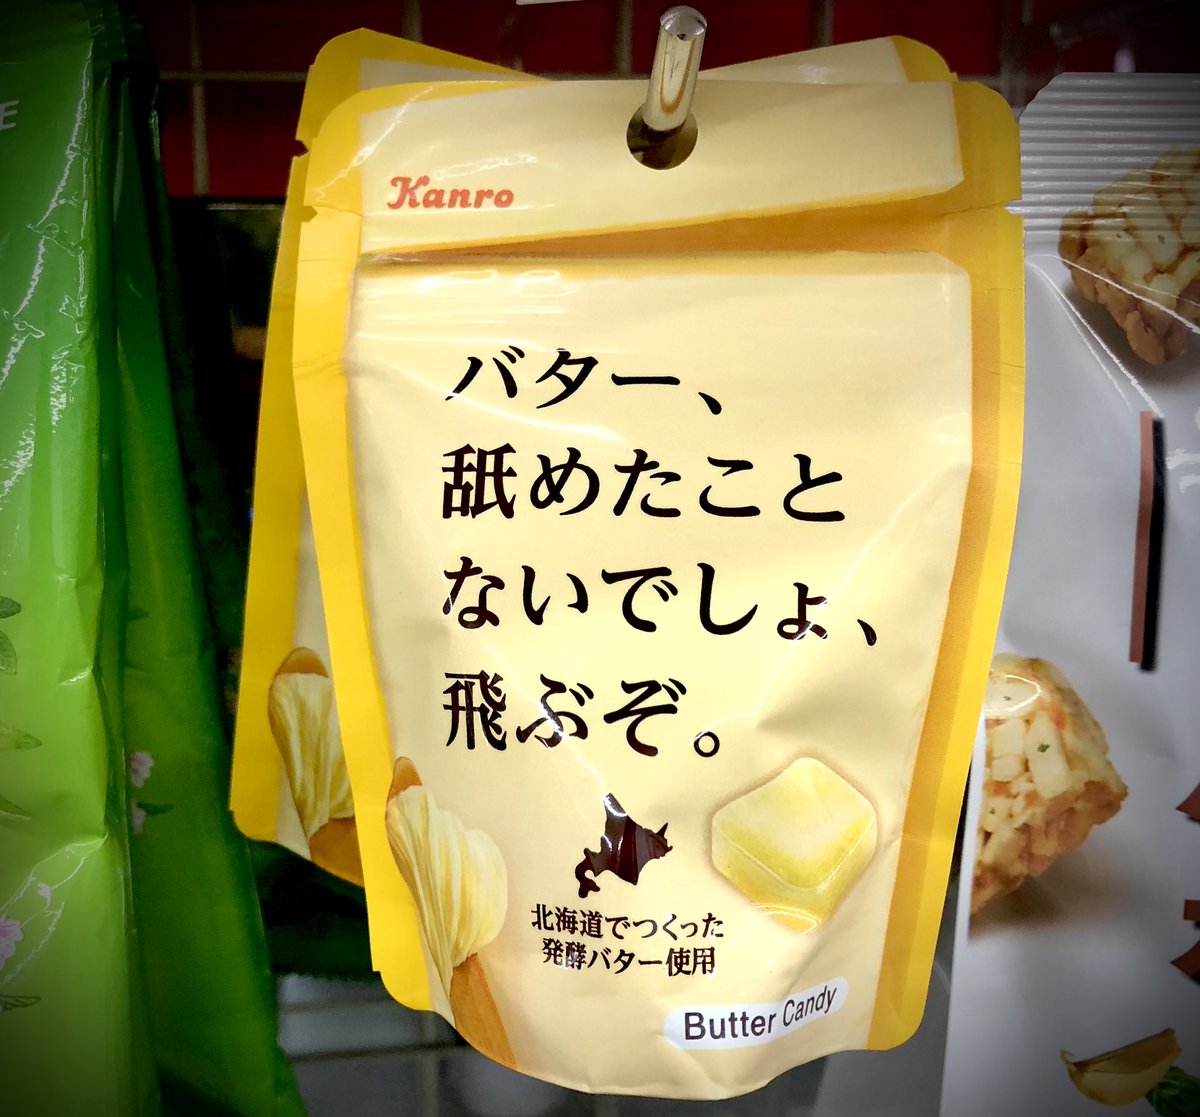 Kanro
バター、
舐めたこと
ないでしょ、
飛ぶぞ。
北海道でつくった
発酵バター使用
Butter Candy
E